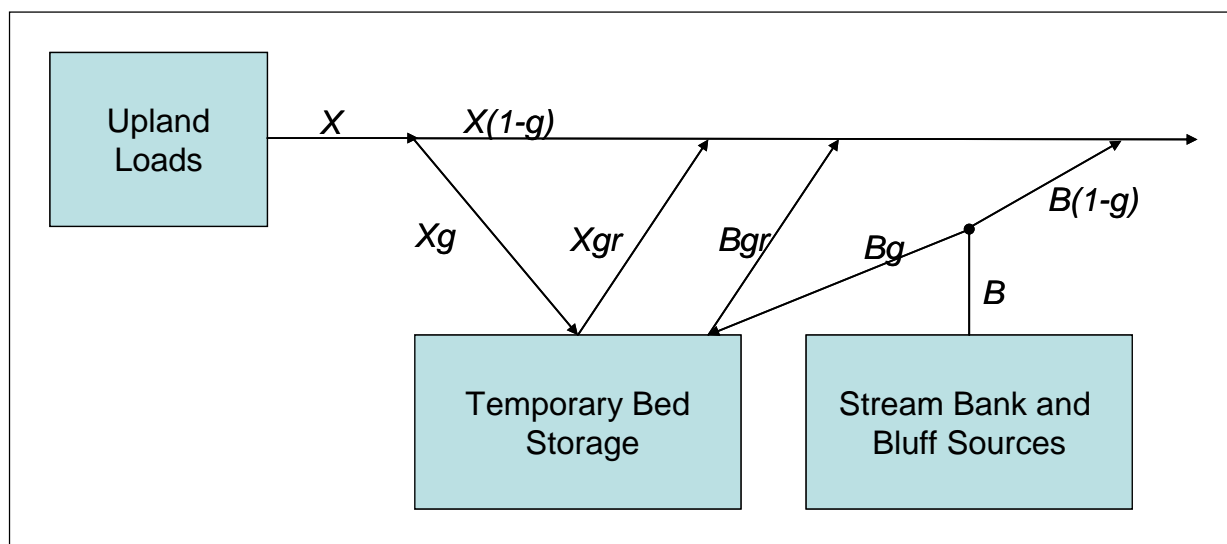 Upland
Loads
X
X(1-g)
Xg
Xgr
Bgr
Bg
B(1-g)
B
Temporary Bed
Storage
Stream Bank and
Bluff Sources